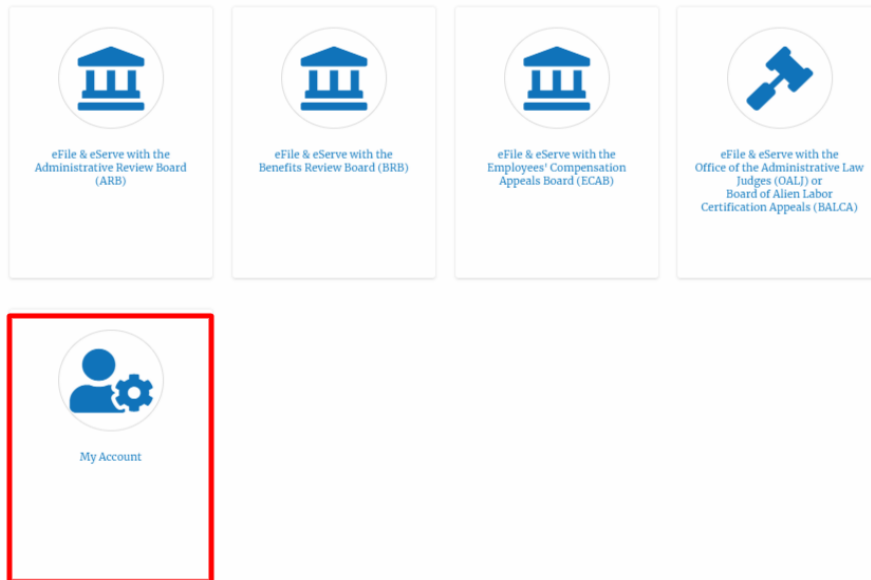 eFile & eServe with the
Administrative Review Board
(ARB)
eFile & eServe with the
Benefits Review Board (BRB)
eFile & eServe with the
Employees' Compensation
Appeals Board (ECAB)
eFile & eServe with the
Office of the Administrative Law
Judges (OALJ) or
Board of Alien Labor
Certification Appeals (BALCA)
My Account